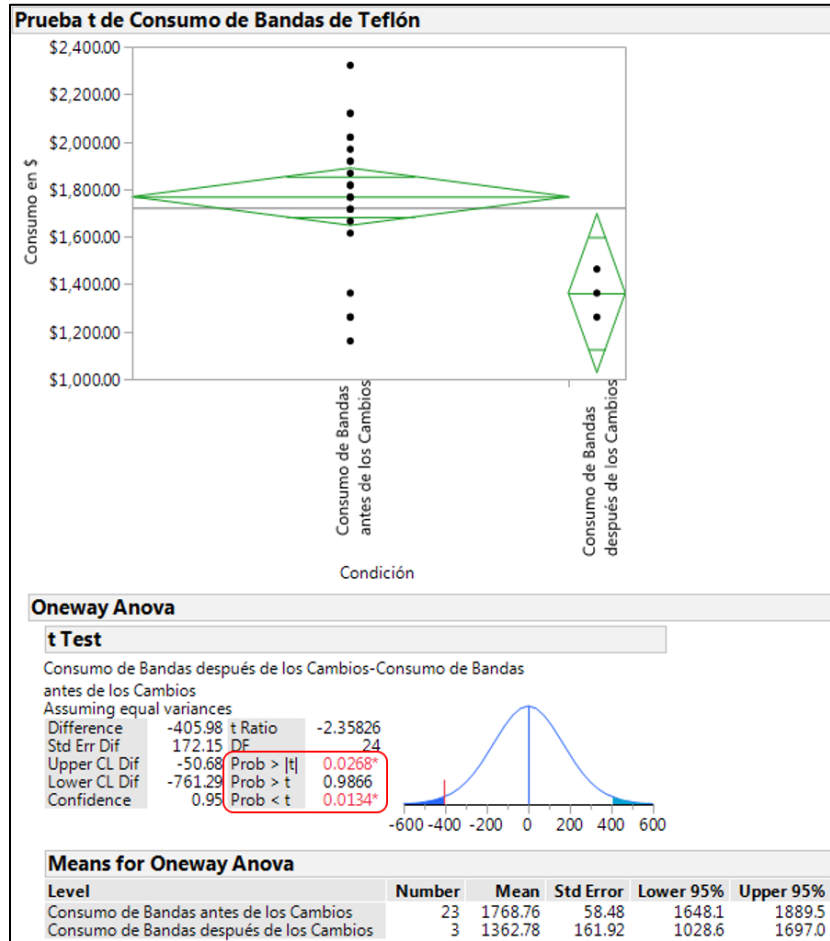 Prueba t de Consumo de Bandas de Teflón
$2,400.00
$2,200.00
$2,000.00
$1,800.00
$1,600.00
$1,400.00
$1,200.00
$1,000.00
Consumo en $
Consumo de Bandas
antes de los Cambios
Consumo de Bandas
después de los Cambios
Condición
Oneway Anova
t Test
Consumo de Bandas después de los Cambios-Consumo de Bandas
antes de los Cambios
Assuming equal variances
Difference -405.98 t Ratio -2.35826
Std Err Dif 172.15 DF 24
Upper CL Dif -50.68 Prob > |t| 0.0268*
Lower CL Dif -761.29 Prob > t 0.9866
Confidence 0.95 Prob < t 0.0134*
-600 -400 -200 0 200 400 600
Means for Oneway Anova
Level Number Mean Std Error Lower 95% Upper 95%
Consumo de Bandas antes de los Cambios 23 1768.76 58.48 1648.1 1889.5
Consumo de Bandas después de los Cambios 3 1362.78 161.92 1028.6 1697.0